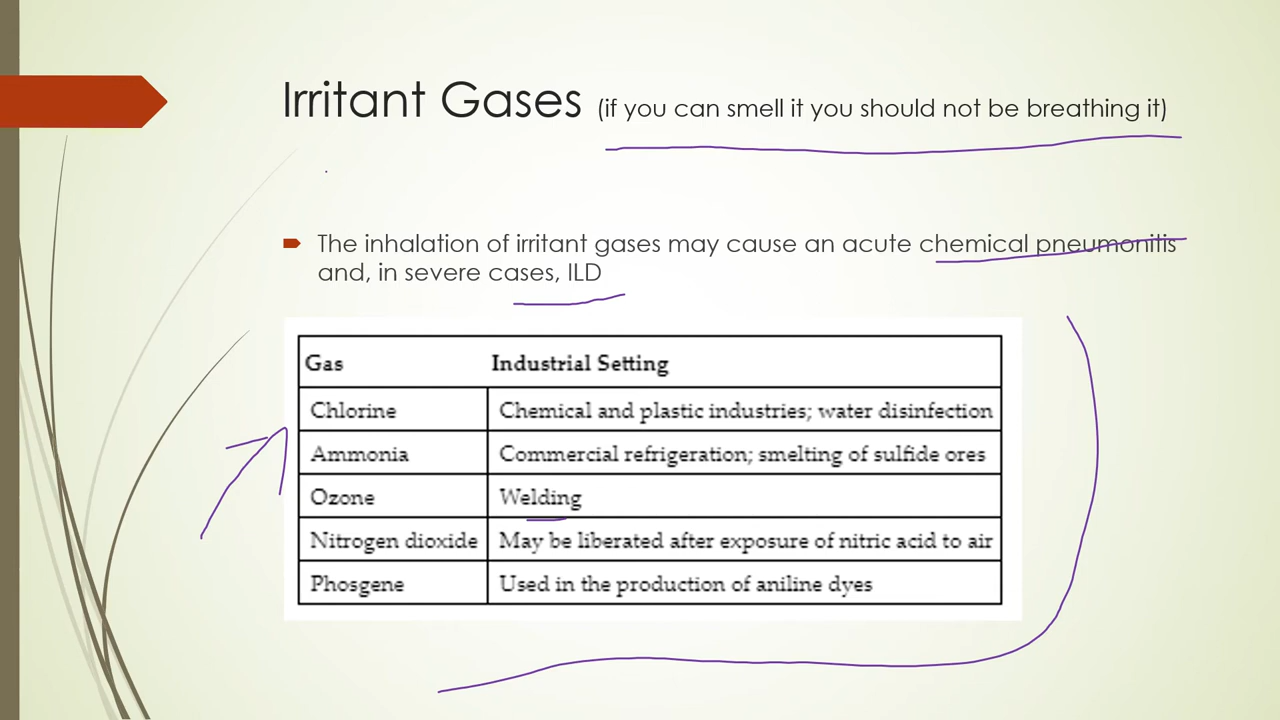 Irritant Gases (if you can smell it you should not be breathing it)
The inhalation of irritant gases may cause an acute chemical pneumonitis
and, in severe cases, ILD
Gas Industrial Setting
Chlorine Chemical and plastic industries; water disinfection
Ammonia Commercial refrigeration; smelting of sulfide ores
Ozone Welding
Nitrogen dioxide May be liberated after exposure of nitric acid to air
Phosgene Used in the production of aniline dyes